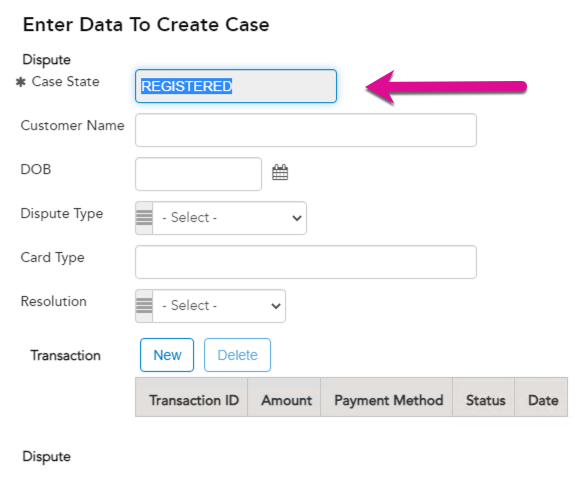 Enter Data To Create Case
Dispute
✱ Case State REGISTERED
Customer Name
DOB
Dispute Type - Select -
Card Type
Resolution - Select -
Transaction New Delete
Transaction ID Amount Payment Method Status Date
Dispute